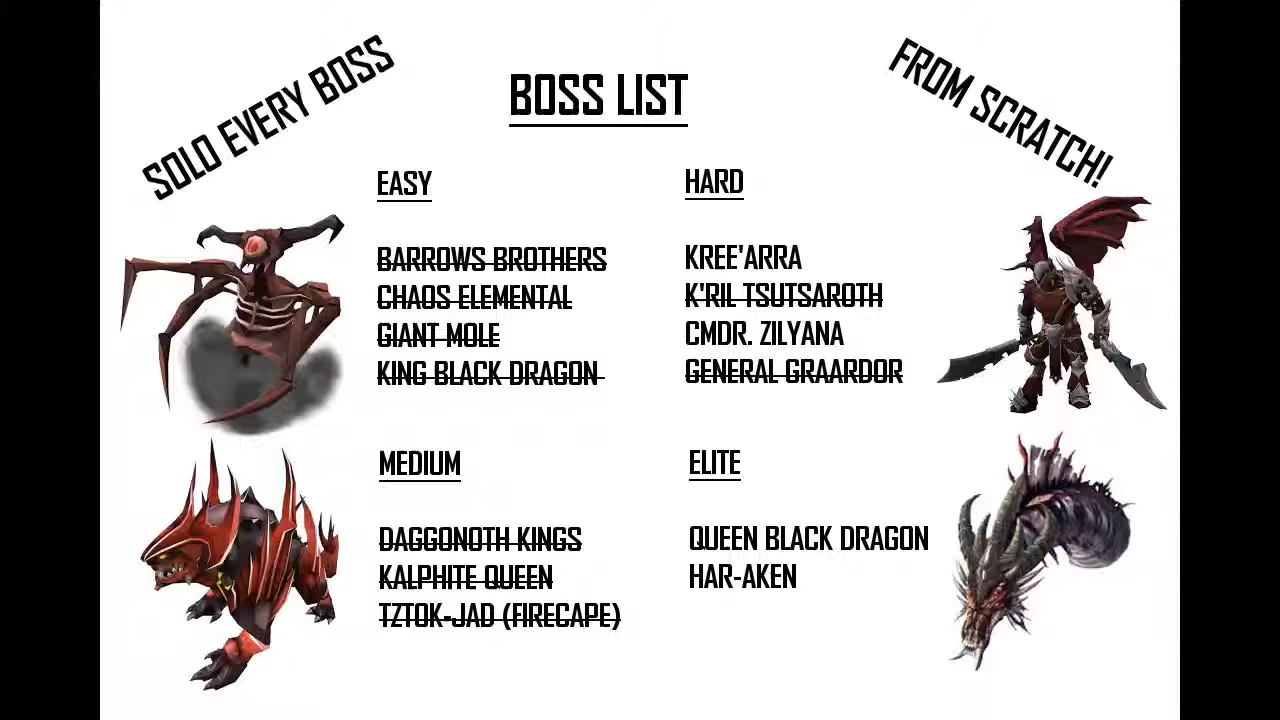 SOLO EVERY BOSS
BOSS LIST
FROM SCRATCH!
EASY
BARROWS BROTHERS
CHAOS ELEMENTAL
GIANT MOLE
KING BLACK DRAGON
HARD
KREE'ARRA
K'RIL TSUTSAROTH
CMDR. ZILYANA
GENERAL GRAARDOR
MEDIUM
DAGGONOTH KINGS
KALPHITE QUEEN
TZTOK-JAD (FIRECAPE)
ELITE
QUEEN BLACK DRAGON
HAR-AKEN